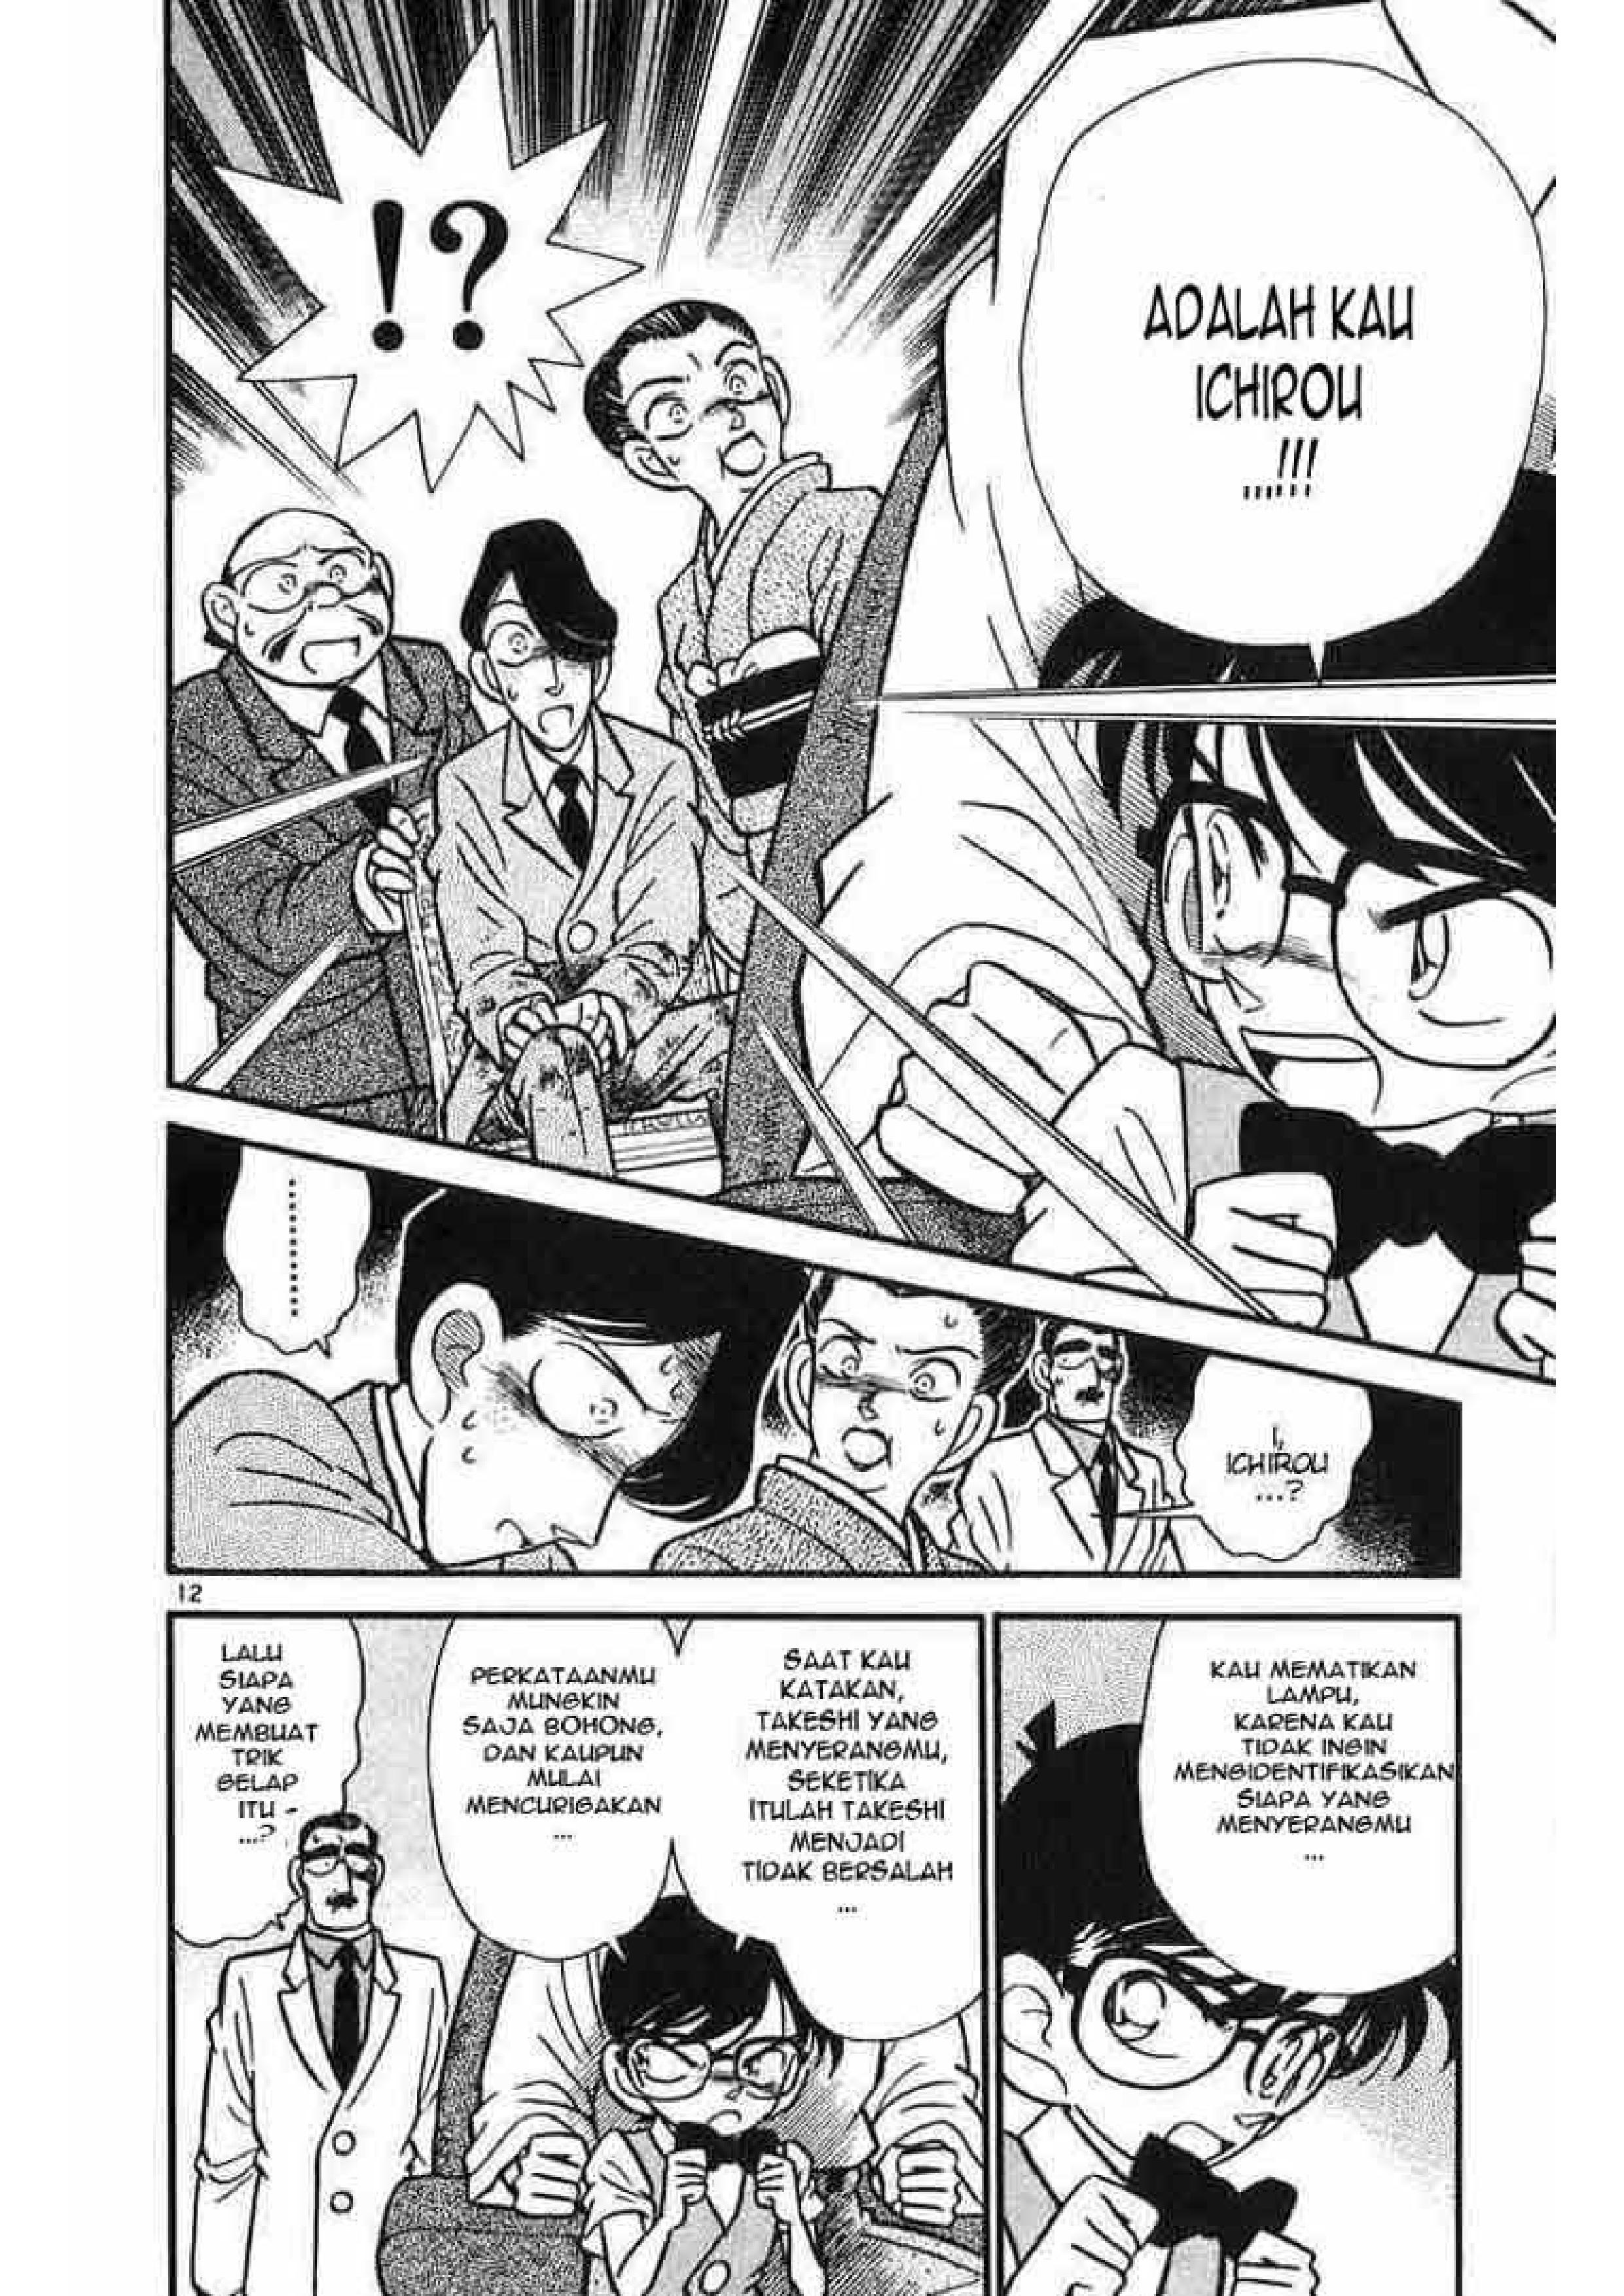 ADALAH KAU
ICHIROU
......!!!
!?
I,
ICHIROU
...?
............
12
KAU MEMATIKAN
LAMPU,
KARENA KAU
TIDAK INGIN
MENGIDENTIFIKASIKAN
SIAPA YANG
MENYERANGMU
...
SAAT KAU
KATAKAN,
TAKESHI YANG
MENYERANGMU,
SEKETIKA
ITULAH TAKESHI
MENJADI
TIDAK BERSALAH
...
PERKATAANMU
MUNGKIN
SAJA BOHONG,
DAN KAUPUN
MULAI
MENCURIGAKAN
...
LALU
SIAPA
YANG
MEMBUAT
TRIK
GELAP
ITU -
...?